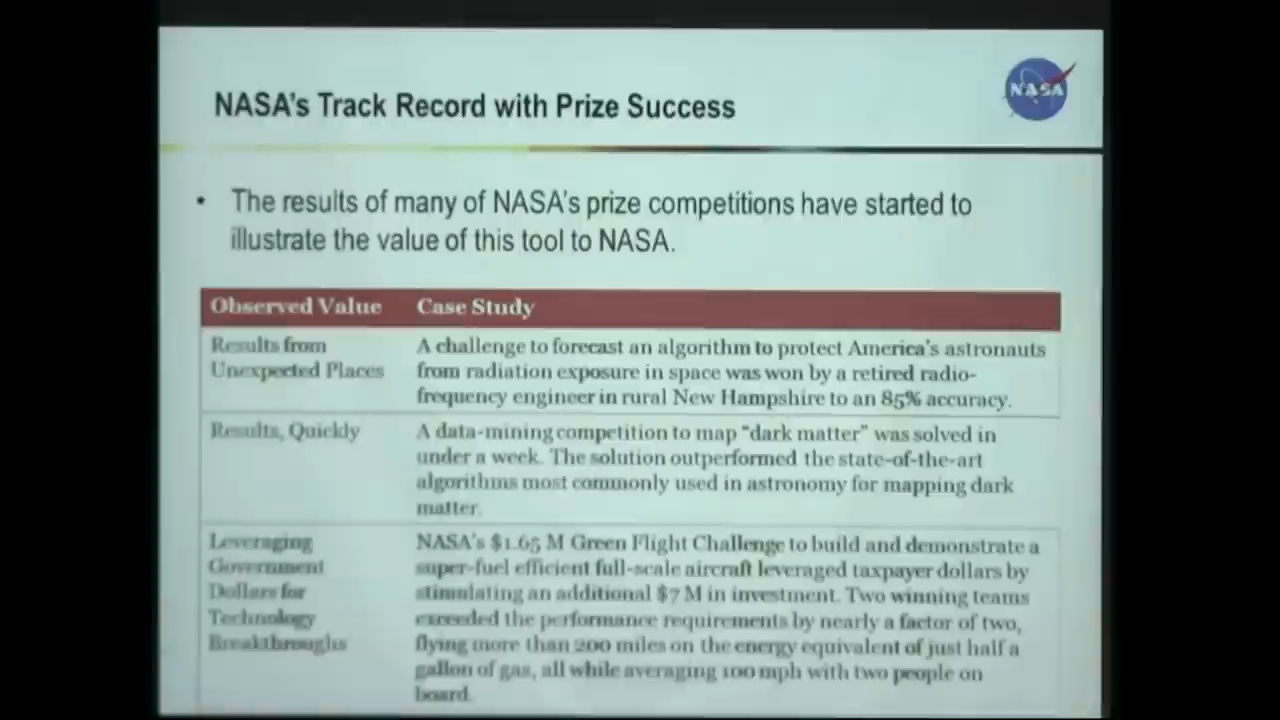 NASA's Track Record with Prize Success
NASA
• The results of many of NASA's prize competitions have started to
illustrate the value of this tool to NASA.
Observed Value Case Study
Results from
Unexpected Places
A challenge to forecast an algorithm to protect America's astronauts
from radiation exposure in space was won by a retired radio-
frequency engineer in rural New Hampshire to an 85% accuracy.
Results, Quickly
A data-mining competition to map "dark matter" was solved in
under a week. The solution outperformed the state-of-the-art
algorithms most commonly used in astronomy for mapping dark
matter.
Leveraging
Government
Dollars for
Technology
Breakthroughs
NASA's $1.65 M Green Flight Challenge to build and demonstrate a
super-fuel efficient full-scale aircraft leveraged taxpayer dollars by
stimulating an additional $7 M in investment. Two winning teams
exceeded the performance requirements by nearly a factor of two,
flying more than 200 miles on the energy equivalent of just half a
gallon of gas, all while averaging 100 mph with two people on
board.